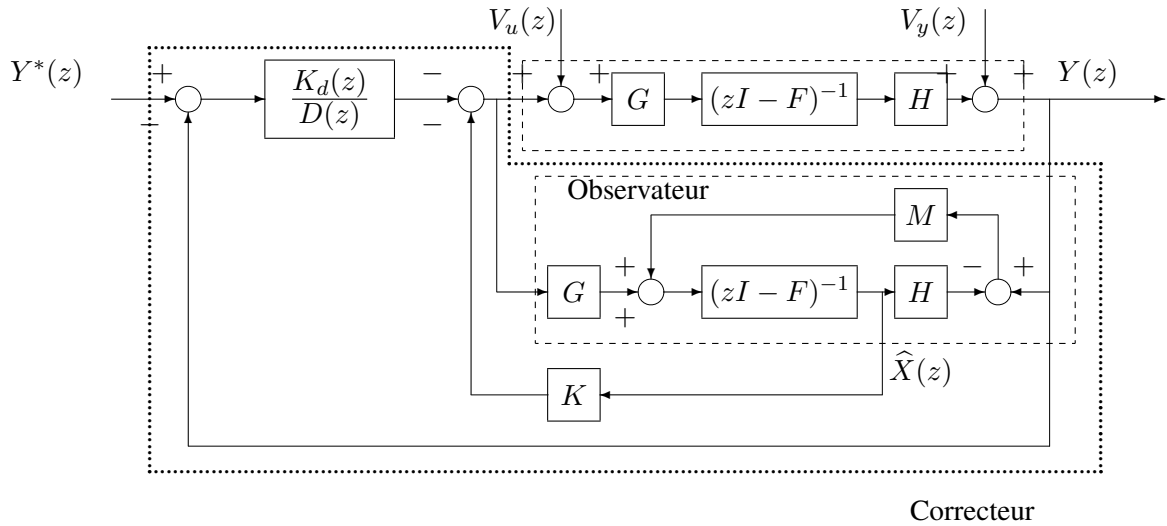 V_u(z) V_y(z)
Y*(z) + − K_d(z)/D(z) − − + + G (zI − F)^{-1} H + + Y(z)
Observateur
M
G + + (zI − F)^{-1} H − +
X̂(z)
K
Correcteur